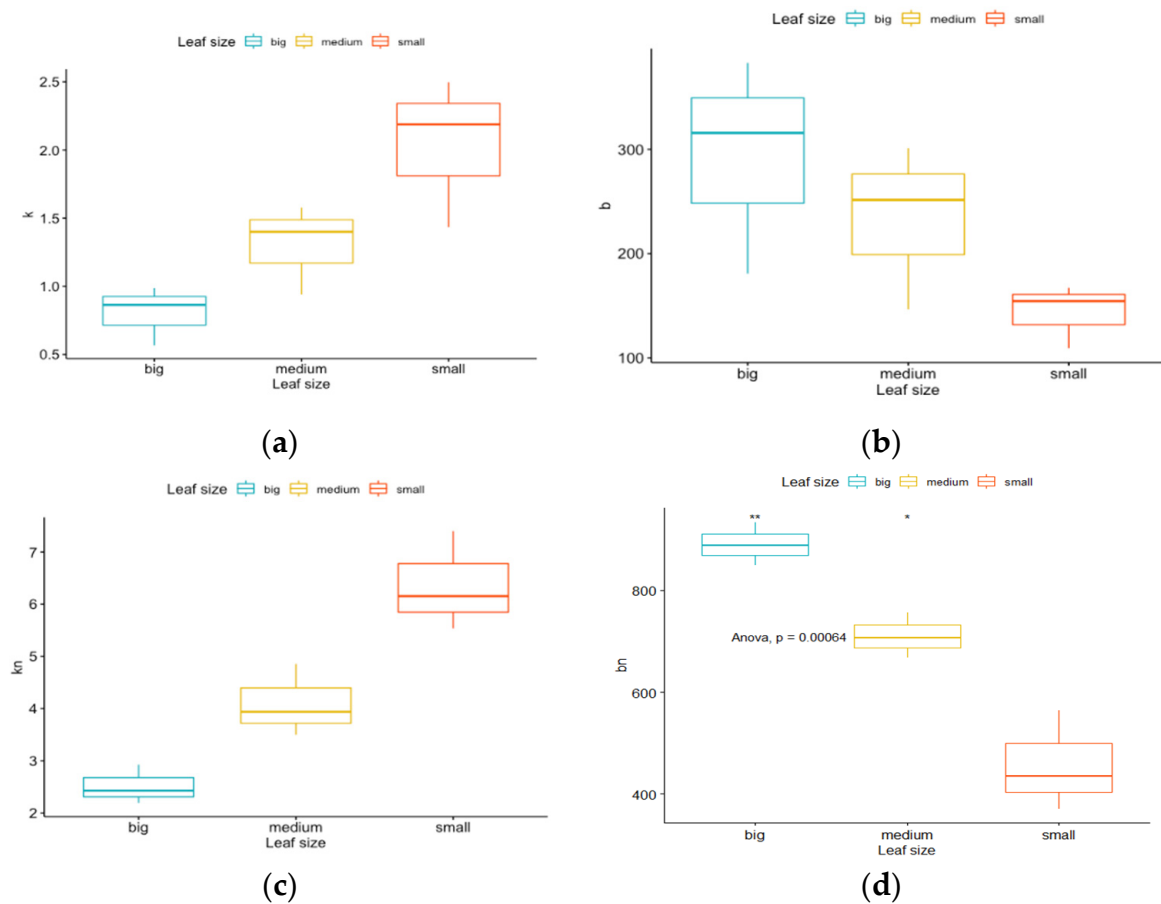 Leaf size big medium small
2.5
2.0
1.5
1.0
0.5
k
big medium small
Leaf size
(a)
Leaf size big medium small
300
200
100
b
big medium small
Leaf size
(b)
Leaf size big medium small
7
6
5
4
3
2
kn
big medium small
Leaf size
(c)
Leaf size big medium small
** *
800
Anova, p = 0.00064
600
400
bn
big medium small
Leaf size
(d)